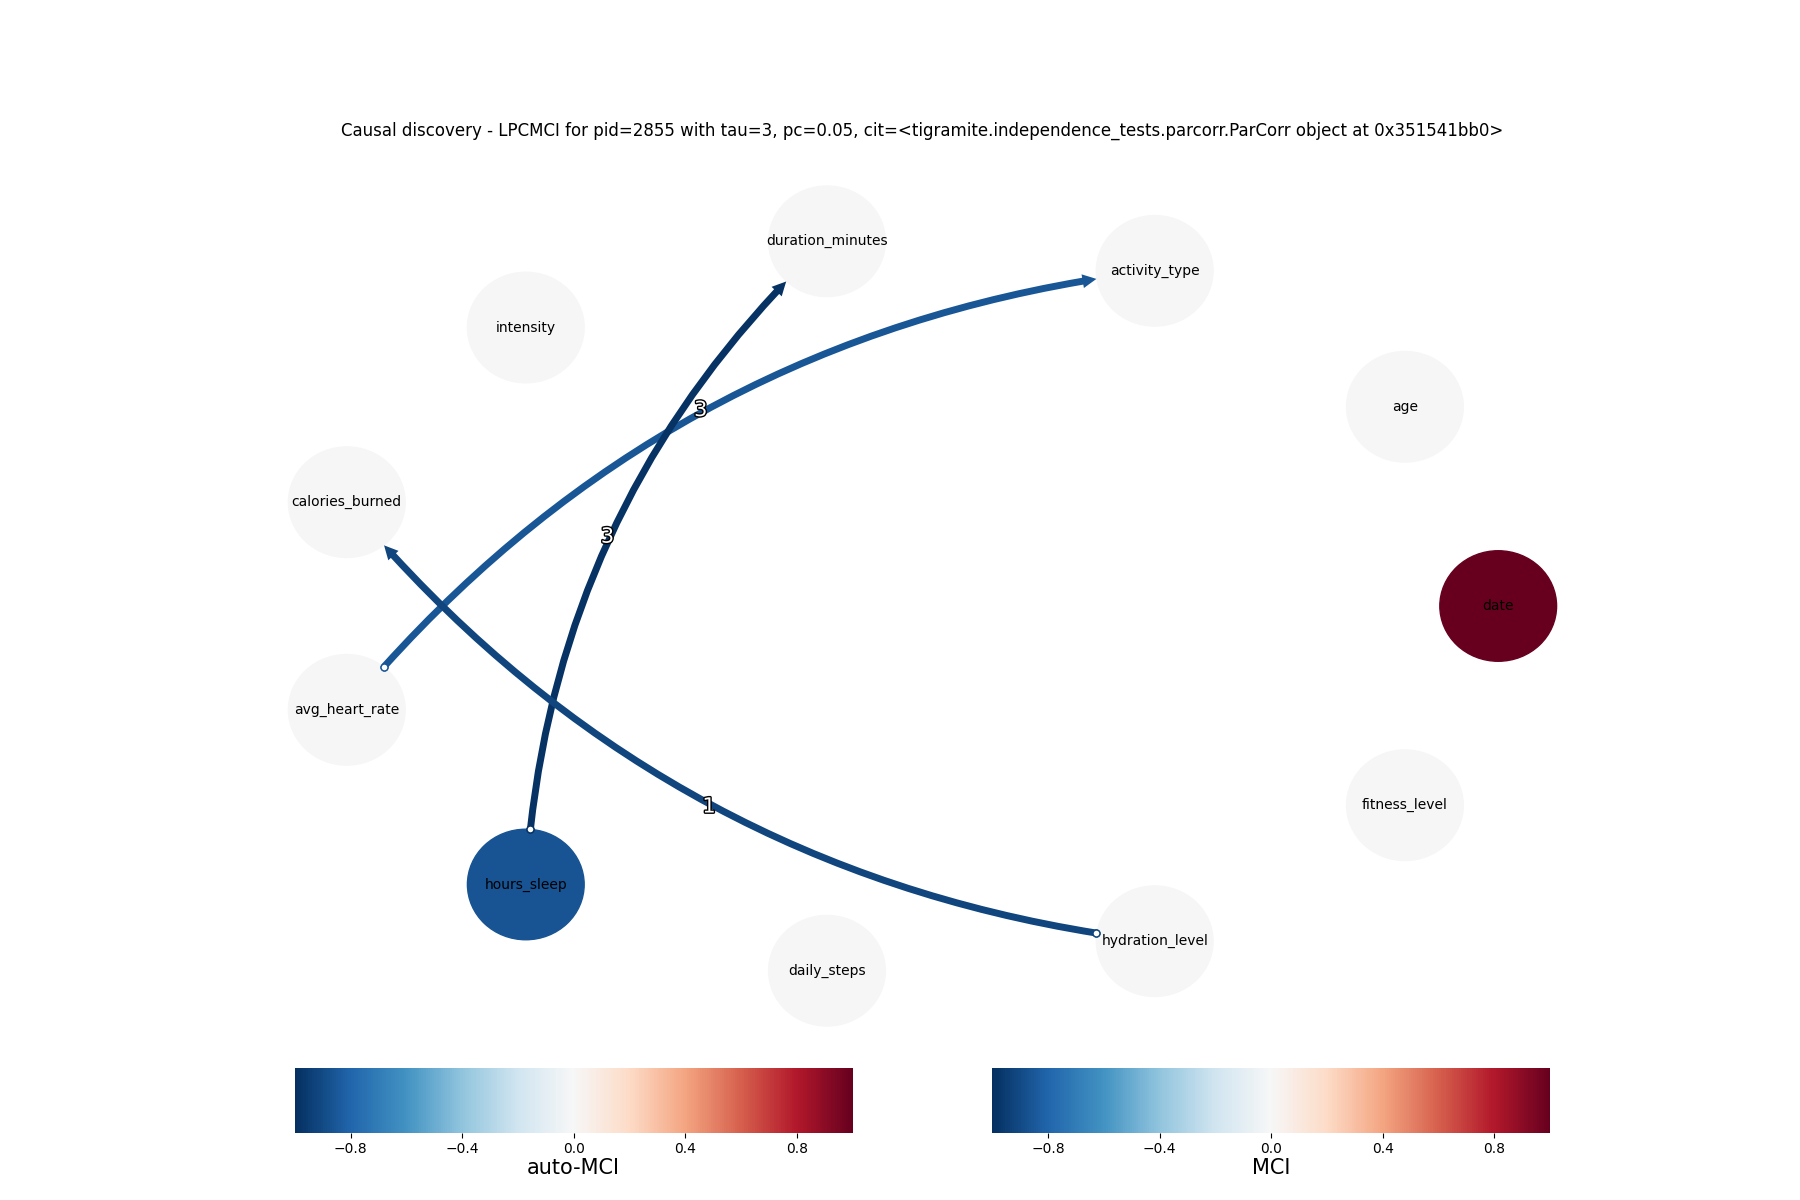 Causal discovery - LPCMCI for pid=2855 with tau=3, pc=0.05, cit=<tigramite.independence_tests.parcorr.ParCorr object at 0x351541bb0>
duration_minutes
activity_type
intensity
age
3
calories_burned
3
date
avg_heart_rate
1
fitness_level
hours_sleep
hydration_level
daily_steps
−0.8 −0.4 0.0 0.4 0.8
auto-MCI
−0.8 −0.4 0.0 0.4 0.8
MCI